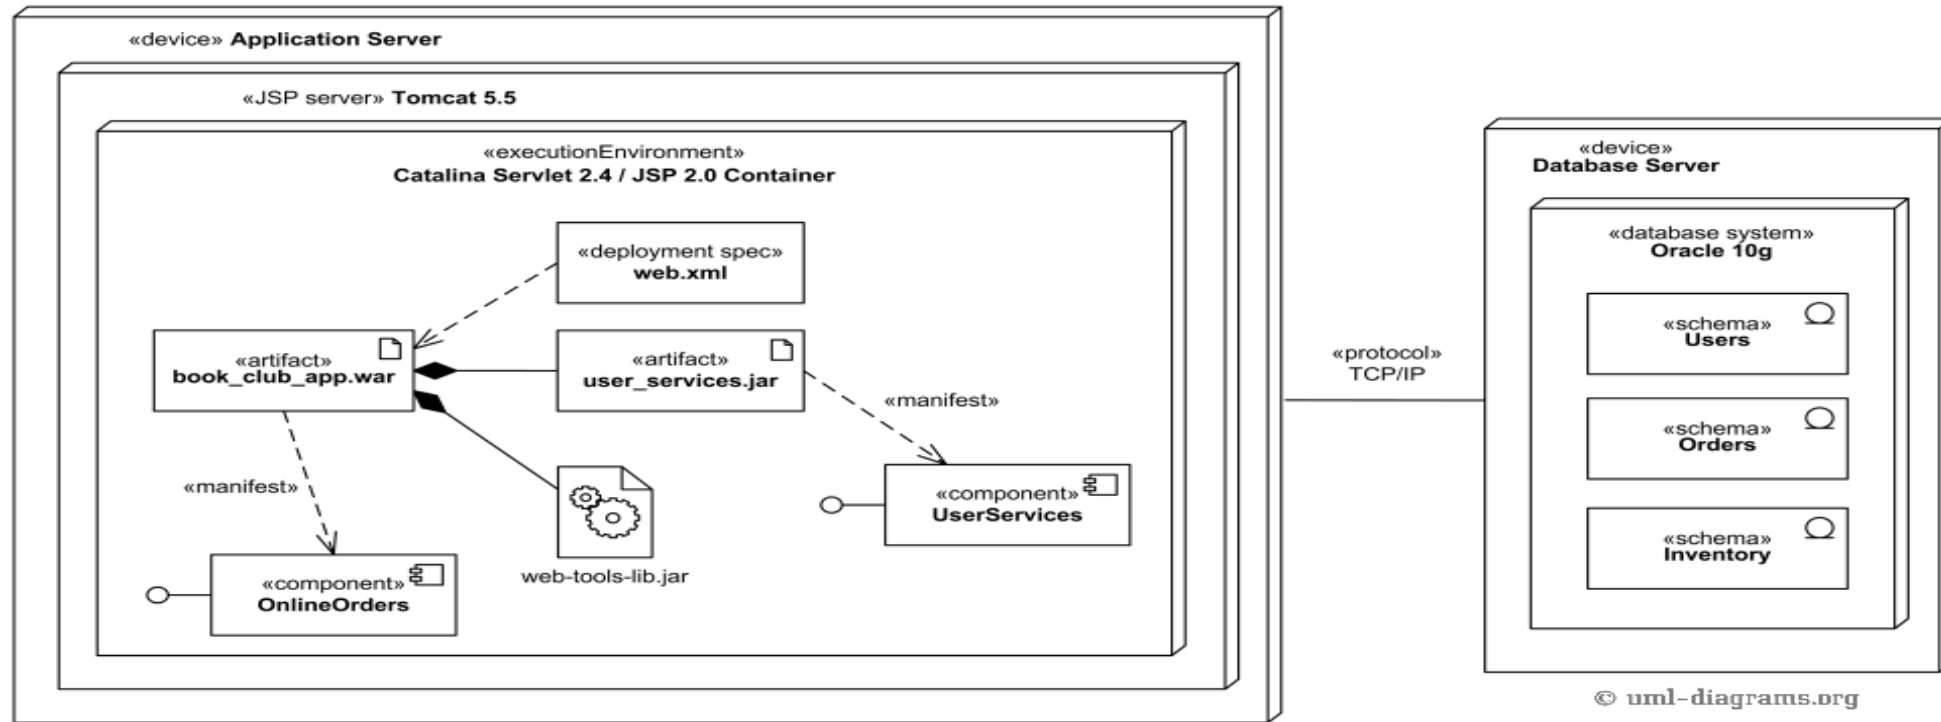 «device» Application Server
«JSP server» Tomcat 5.5
«executionEnvironment»
Catalina Servlet 2.4 / JSP 2.0 Container
«deployment spec»
web.xml
«artifact»
book_club_app.war
«artifact»
user_services.jar
«manifest»
«manifest»
«component»
UserServices
web-tools-lib.jar
«component»
OnlineOrders
«protocol»
TCP/IP
«device»
Database Server
«database system»
Oracle 10g
«schema»
Users
«schema»
Orders
«schema»
Inventory
© uml-diagrams.org